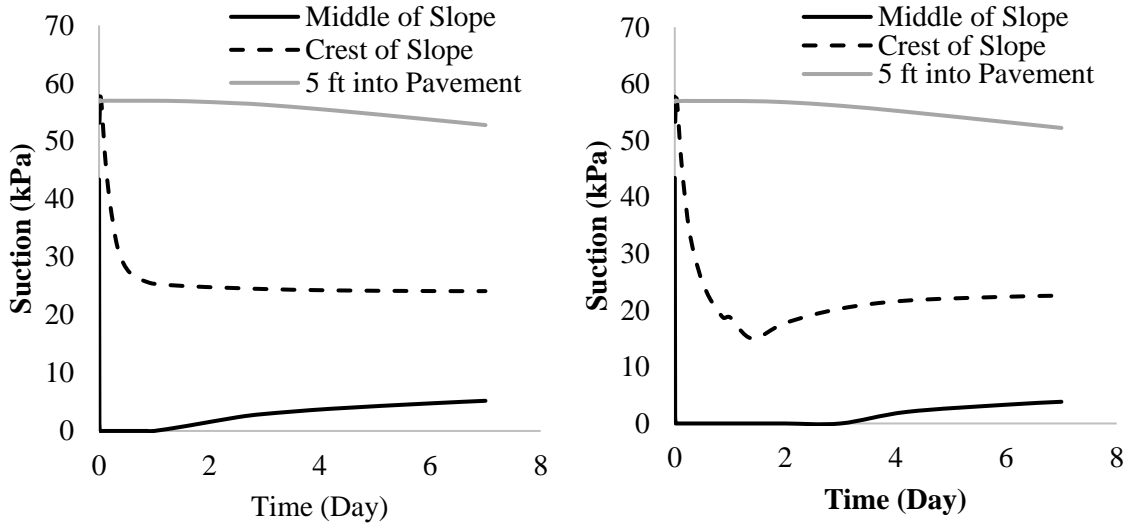 Middle of Slope
Crest of Slope
5 ft into Pavement
70
60
50
40
30
20
10
0
Suction (kPa)
0 2 4 6 8
Time (Day)
Middle of Slope
Crest of Slope
5 ft into Pavement
70
60
50
40
30
20
10
0
Suction (kPa)
0 2 4 6 8
Time (Day)